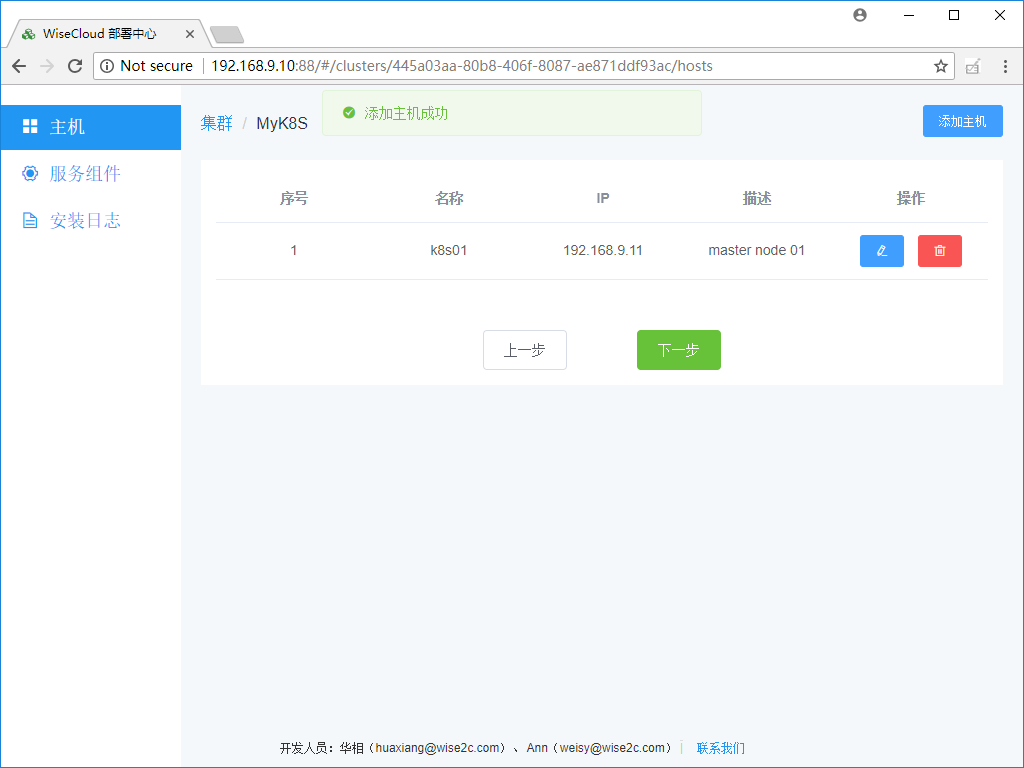 WiseCloud 部署中心
Not secure 192.168.9.10:88/#/clusters/445a03aa-80b8-406f-8087-ae871ddf93ac/hosts
主机
服务组件
安装日志
集群 / MyK8S
添加主机成功
添加主机
序号 名称 IP 描述 操作
1 k8s01 192.168.9.11 master node 01
上一步 下一步
开发人员：华相（huaxiang@wise2c.com）、Ann（weisy@wise2c.com） 联系我们